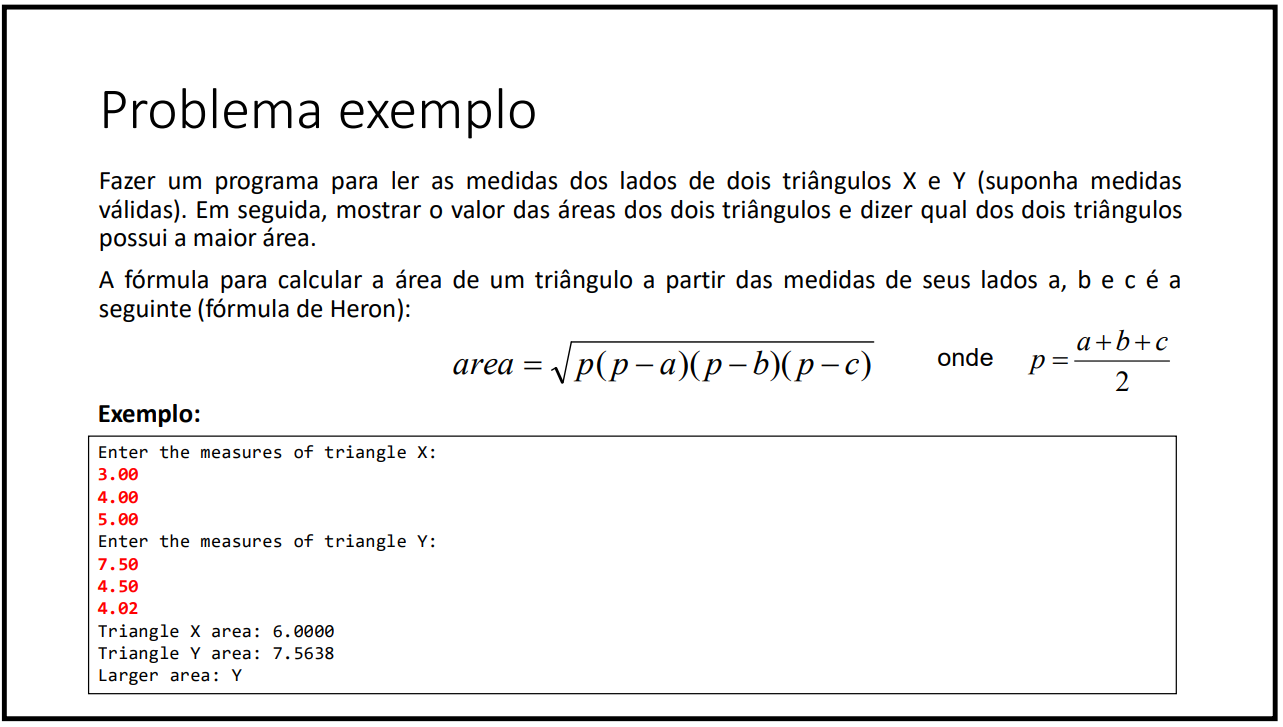 Problema exemplo
Fazer um programa para ler as medidas dos lados de dois triângulos X e Y (suponha medidas
válidas). Em seguida, mostrar o valor das áreas dos dois triângulos e dizer qual dos dois triângulos
possui a maior área.
A fórmula para calcular a área de um triângulo a partir das medidas de seus lados a, b e c é a
seguinte (fórmula de Heron):
area = √p(p − a)(p − b)(p − c) onde p = a+b+c / 2
Exemplo:
Enter the measures of triangle X:
3.00
4.00
5.00
Enter the measures of triangle Y:
7.50
4.50
4.02
Triangle X area: 6.0000
Triangle Y area: 7.5638
Larger area: Y